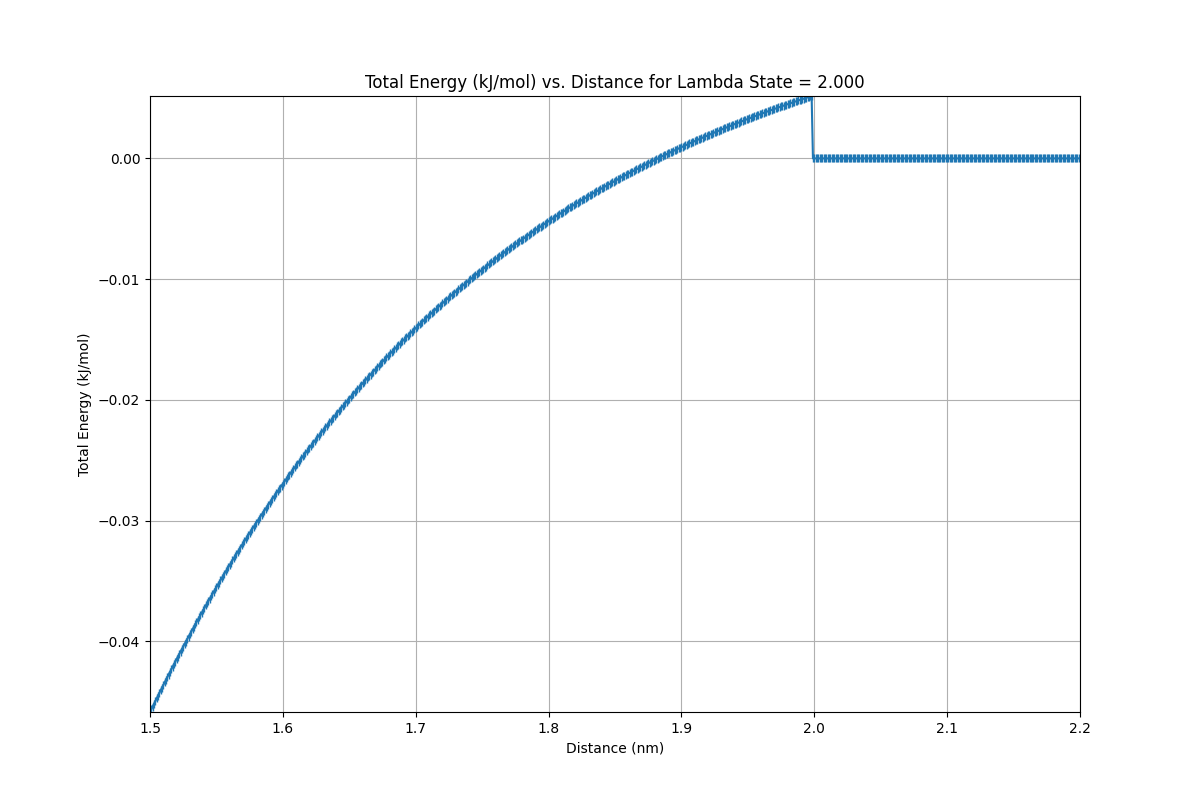 Total Energy (kJ/mol) vs. Distance for Lambda State = 2.000
0.00
−0.01
−0.02
−0.03
−0.04
Total Energy (kJ/mol)
1.5 1.6 1.7 1.8 1.9 2.0 2.1 2.2
Distance (nm)